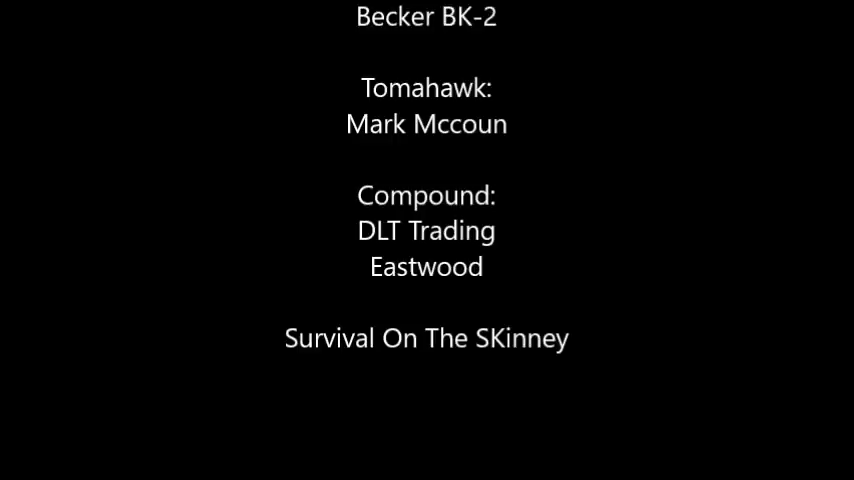 Becker BK-2
Tomahawk:
Mark Mccoun
Compound:
DLT Trading
Eastwood
Survival On The SKinney